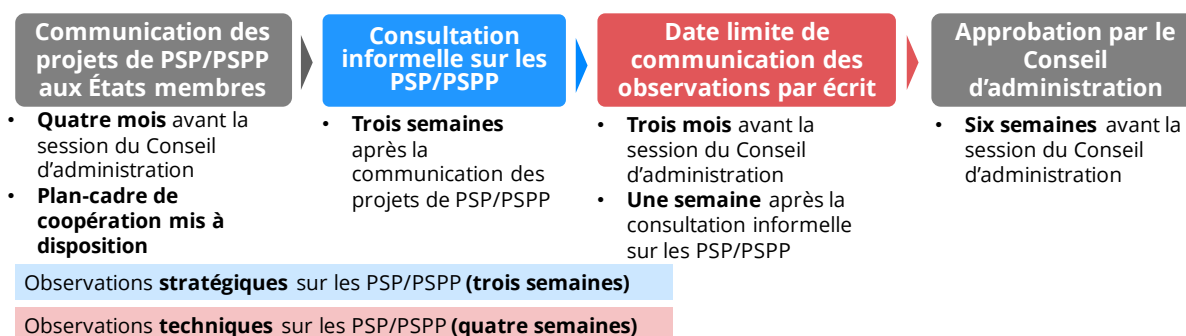 Communication des
projets de PSP/PSPP
aux États membres
Consultation
informelle sur les
PSP/PSPP
Date limite de
communication des
observations par écrit
Approbation par le
Conseil
d’administration
• Quatre mois avant la
session du Conseil
d’administration
• Plan-cadre de
coopération mis à
disposition
• Trois semaines
après la
communication des
projets de PSP/PSPP
• Trois mois avant la
session du Conseil
d’administration
• Une semaine après la
consultation informelle
sur les PSP/PSPP
• Six semaines avant la
session du Conseil
d’administration
Observations stratégiques sur les PSP/PSPP (trois semaines)
Observations techniques sur les PSP/PSPP (quatre semaines)